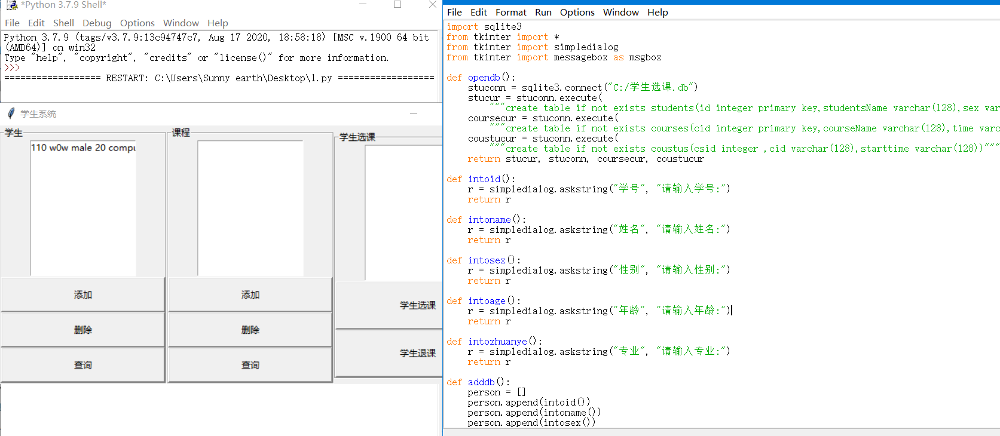 *Python 3.7.9 Shell*
File Edit Shell Debug Options Window Help
Python 3.7.9 (tags/v3.7.9:13c94747c7, Aug 17 2020, 18:58:18) [MSC v.1900 64 bit
(AMD64)] on win32
Type "help", "copyright", "credits" or "license()" for more information.
>>>
================== RESTART: C:\Users\Sunny earth\Desktop\1.py ==================
学生系统
学生
课程
学生选课
110 w0w male 20 compu
添加
添加
学生选课
删除
删除
学生退课
查询
查询
File Edit Format Run Options Window Help
import sqlite3
from tkinter import *
from tkinter import simpledialog
from tkinter import messagebox as msgbox
def opendb():
stuconn = sqlite3.connect("C:/学生选课.db")
stucur = stuconn.execute(
"""create table if not exists students(id integer primary key,studentsName varchar(128),sex var
coursecur = stuconn.execute(
"""create table if not exists courses(cid integer primary key,courseName varchar(128),time varc
coustucur = stuconn.execute(
"""create table if not exists coustus(csid integer ,cid varchar(128),starttime varchar(128))"""
return stucur, stuconn, coursecur, coustucur
def intoid():
r = simpledialog.askstring("学号", "请输入学号:")
return r
def intoname():
r = simpledialog.askstring("姓名", "请输入姓名:")
return r
def intosex():
r = simpledialog.askstring("性别", "请输入性别:")
return r
def intoage():
r = simpledialog.askstring("年龄", "请输入年龄:")
return r
def intozhuanye():
r = simpledialog.askstring("专业", "请输入专业:")
return r
def adddb():
person = []
person.append(intoid())
person.append(intoname())
person.append(intosex())